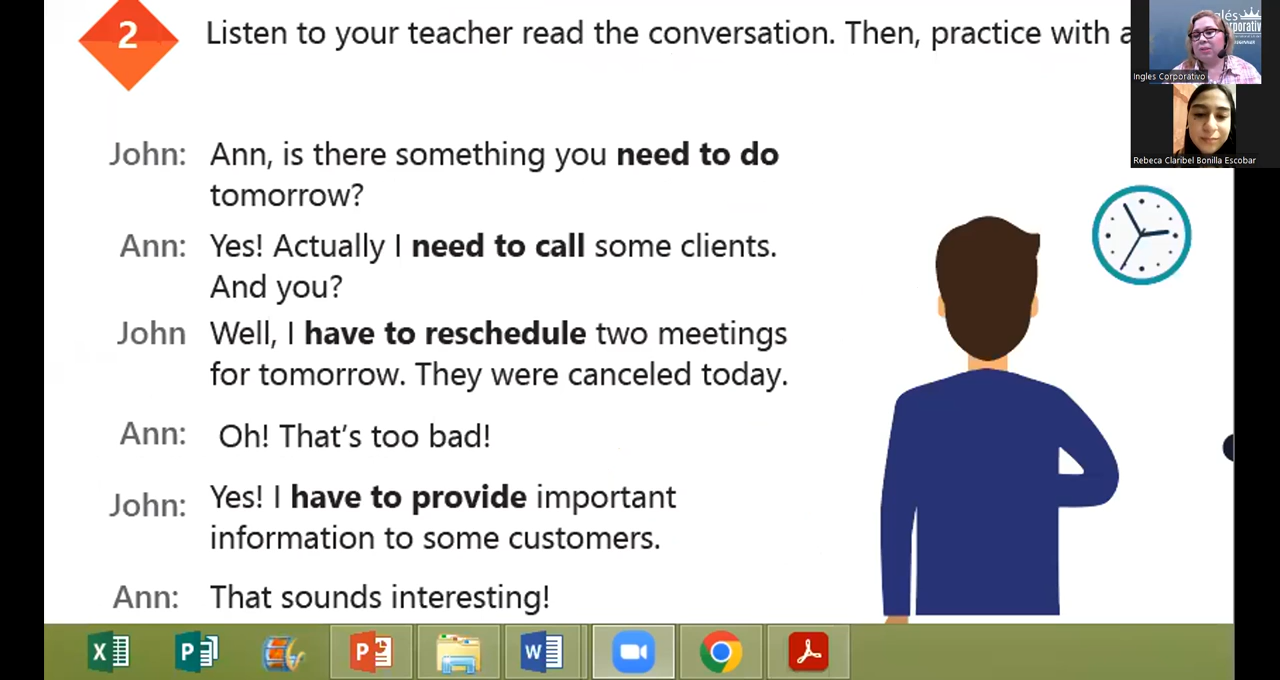 2
Listen to your teacher read the conversation. Then, practice with a
John: Ann, is there something you need to do
tomorrow?
Ann: Yes! Actually I need to call some clients.
And you?
John Well, I have to reschedule two meetings
for tomorrow. They were canceled today.
Ann: Oh! That's too bad!
John: Yes! I have to provide important
information to some customers.
Ann: That sounds interesting!
Ingles Corporativo
Rebeca Claribel Bonilla Escobar